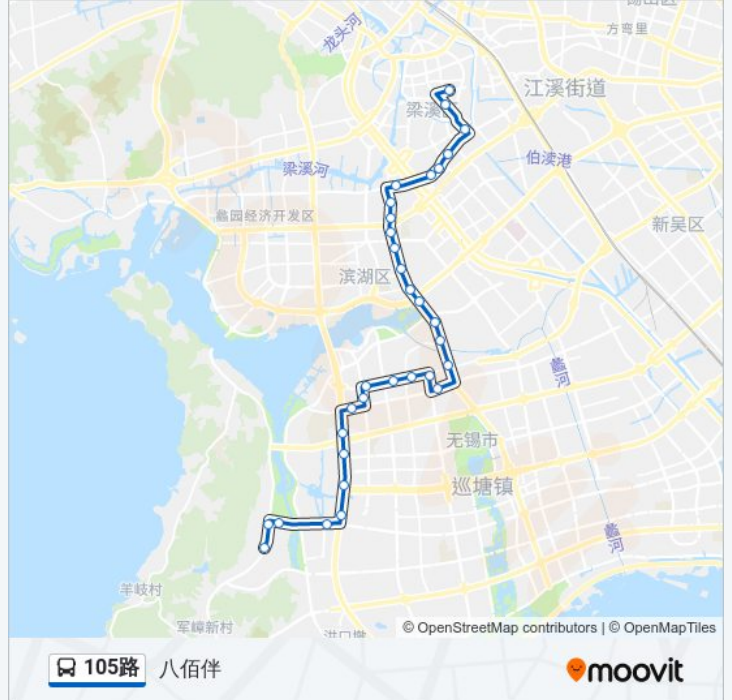 锡山区
方弯里
龙头河
江溪街道
梁溪
伯渎港
梁溪河
新吴区
蠡园经济开发区
滨湖区
蠡河
无锡市
巡塘镇
蠡河
羊岐村
军嶂新村
© OpenStreetMap contributors | © OpenMapTiles
105路 八佰伴
moovit